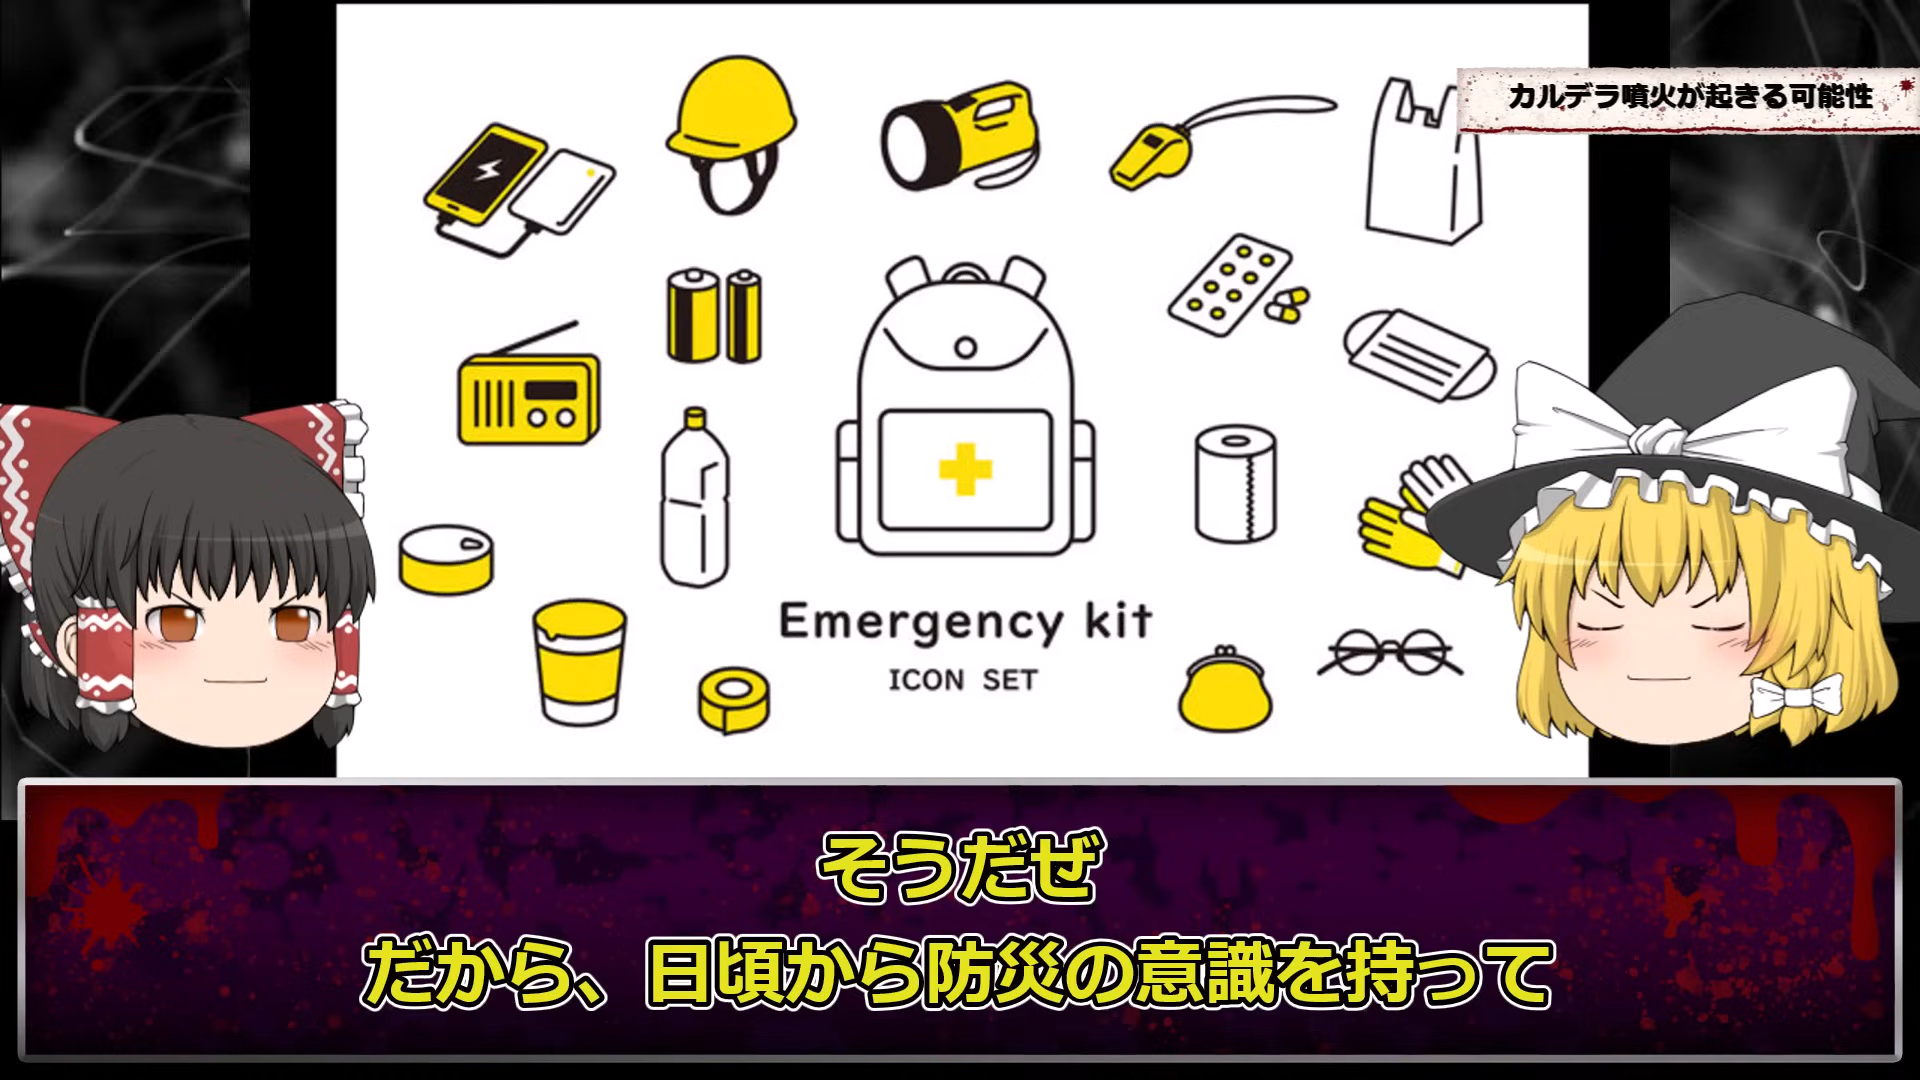 カルデラ噴火が起きる可能性
Emergency kit
ICON SET
そうだぜ
だから、日頃から防災の意識を持って